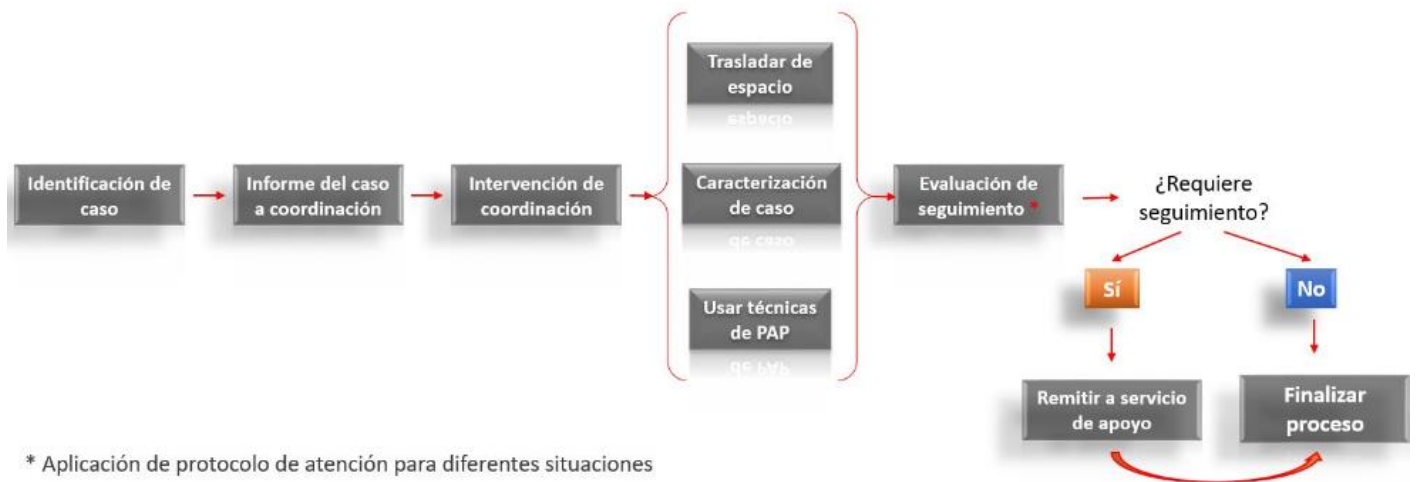 Identificación de
caso
Informe del caso
a coordinación
Intervención de
coordinación
Trasladar de
espacio
Caracterización
de caso
Usar técnicas
de PAP
Evaluación de
seguimiento *
¿Requiere
seguimiento?
Sí
No
Remitir a servicio
de apoyo
Finalizar
proceso
* Aplicación de protocolo de atención para diferentes situaciones